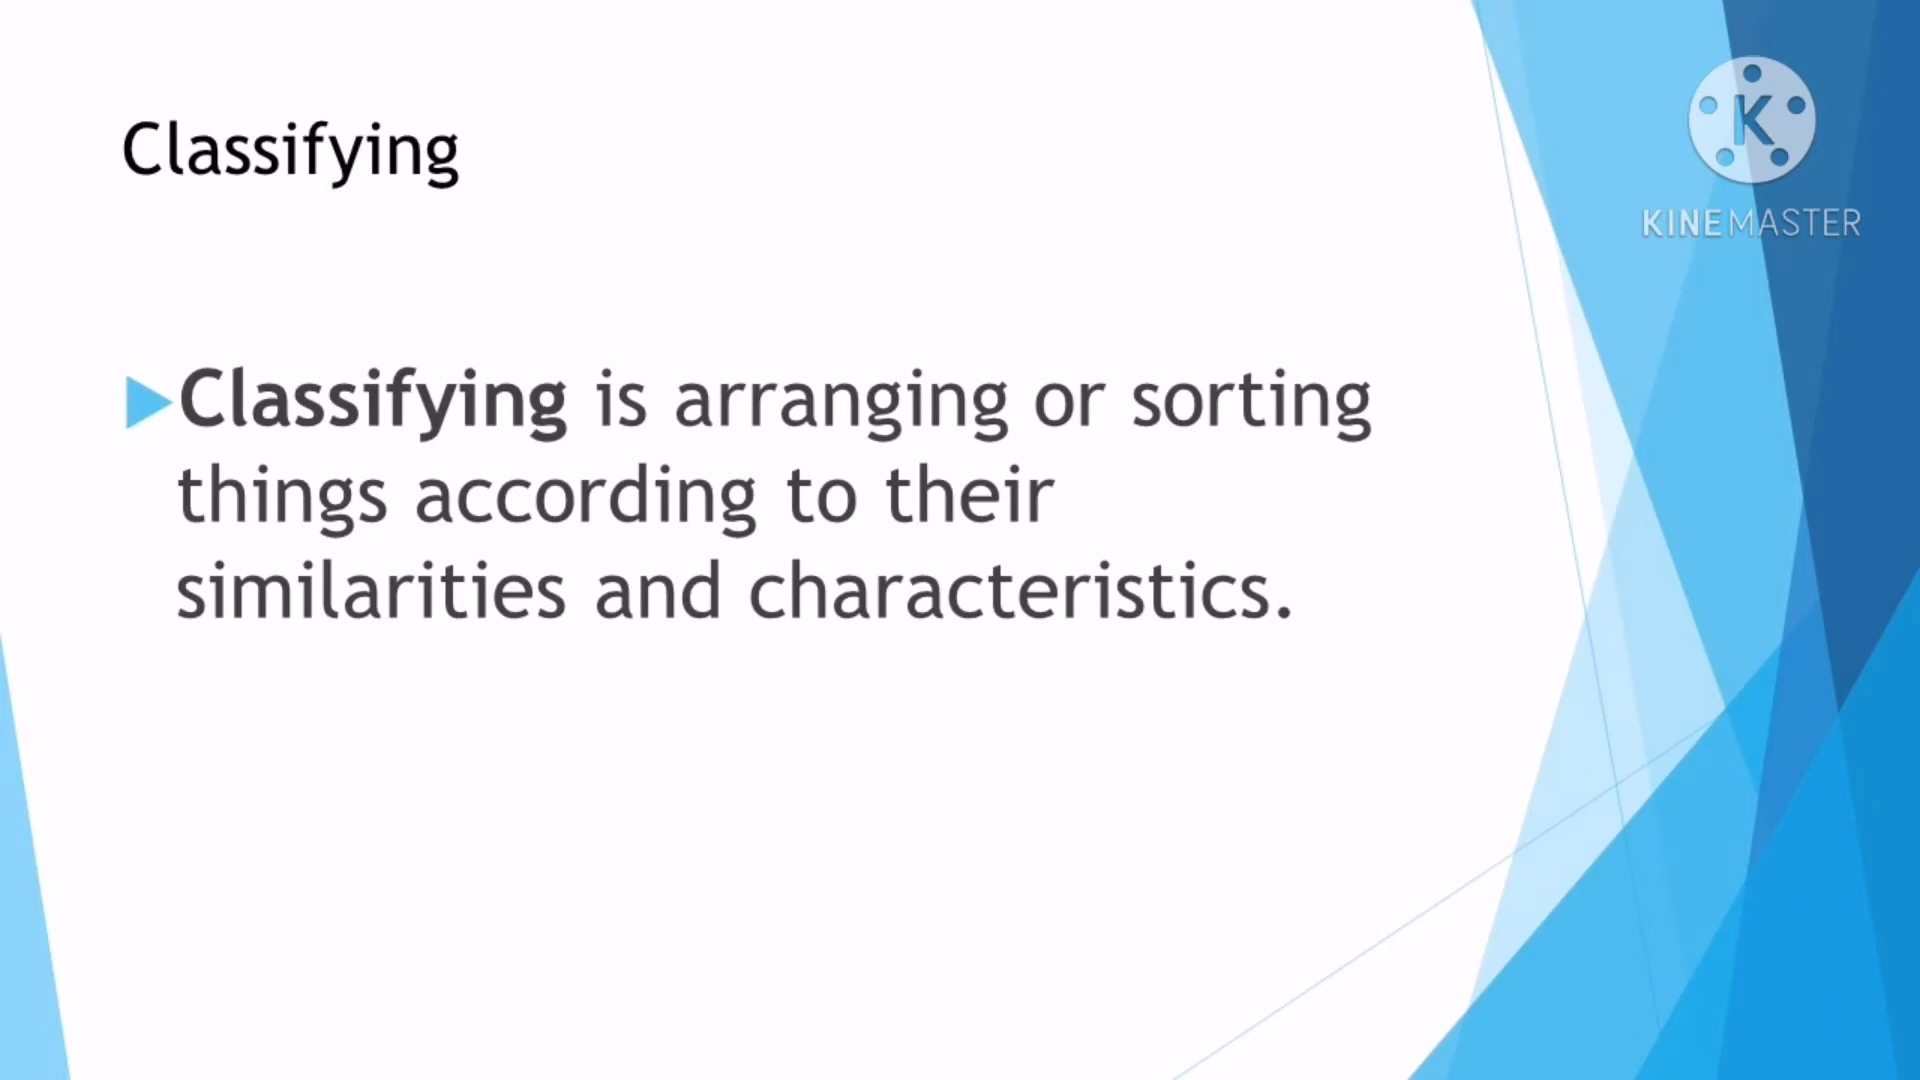 Classifying
K
KINEMASTER
Classifying is arranging or sorting
things according to their
similarities and characteristics.